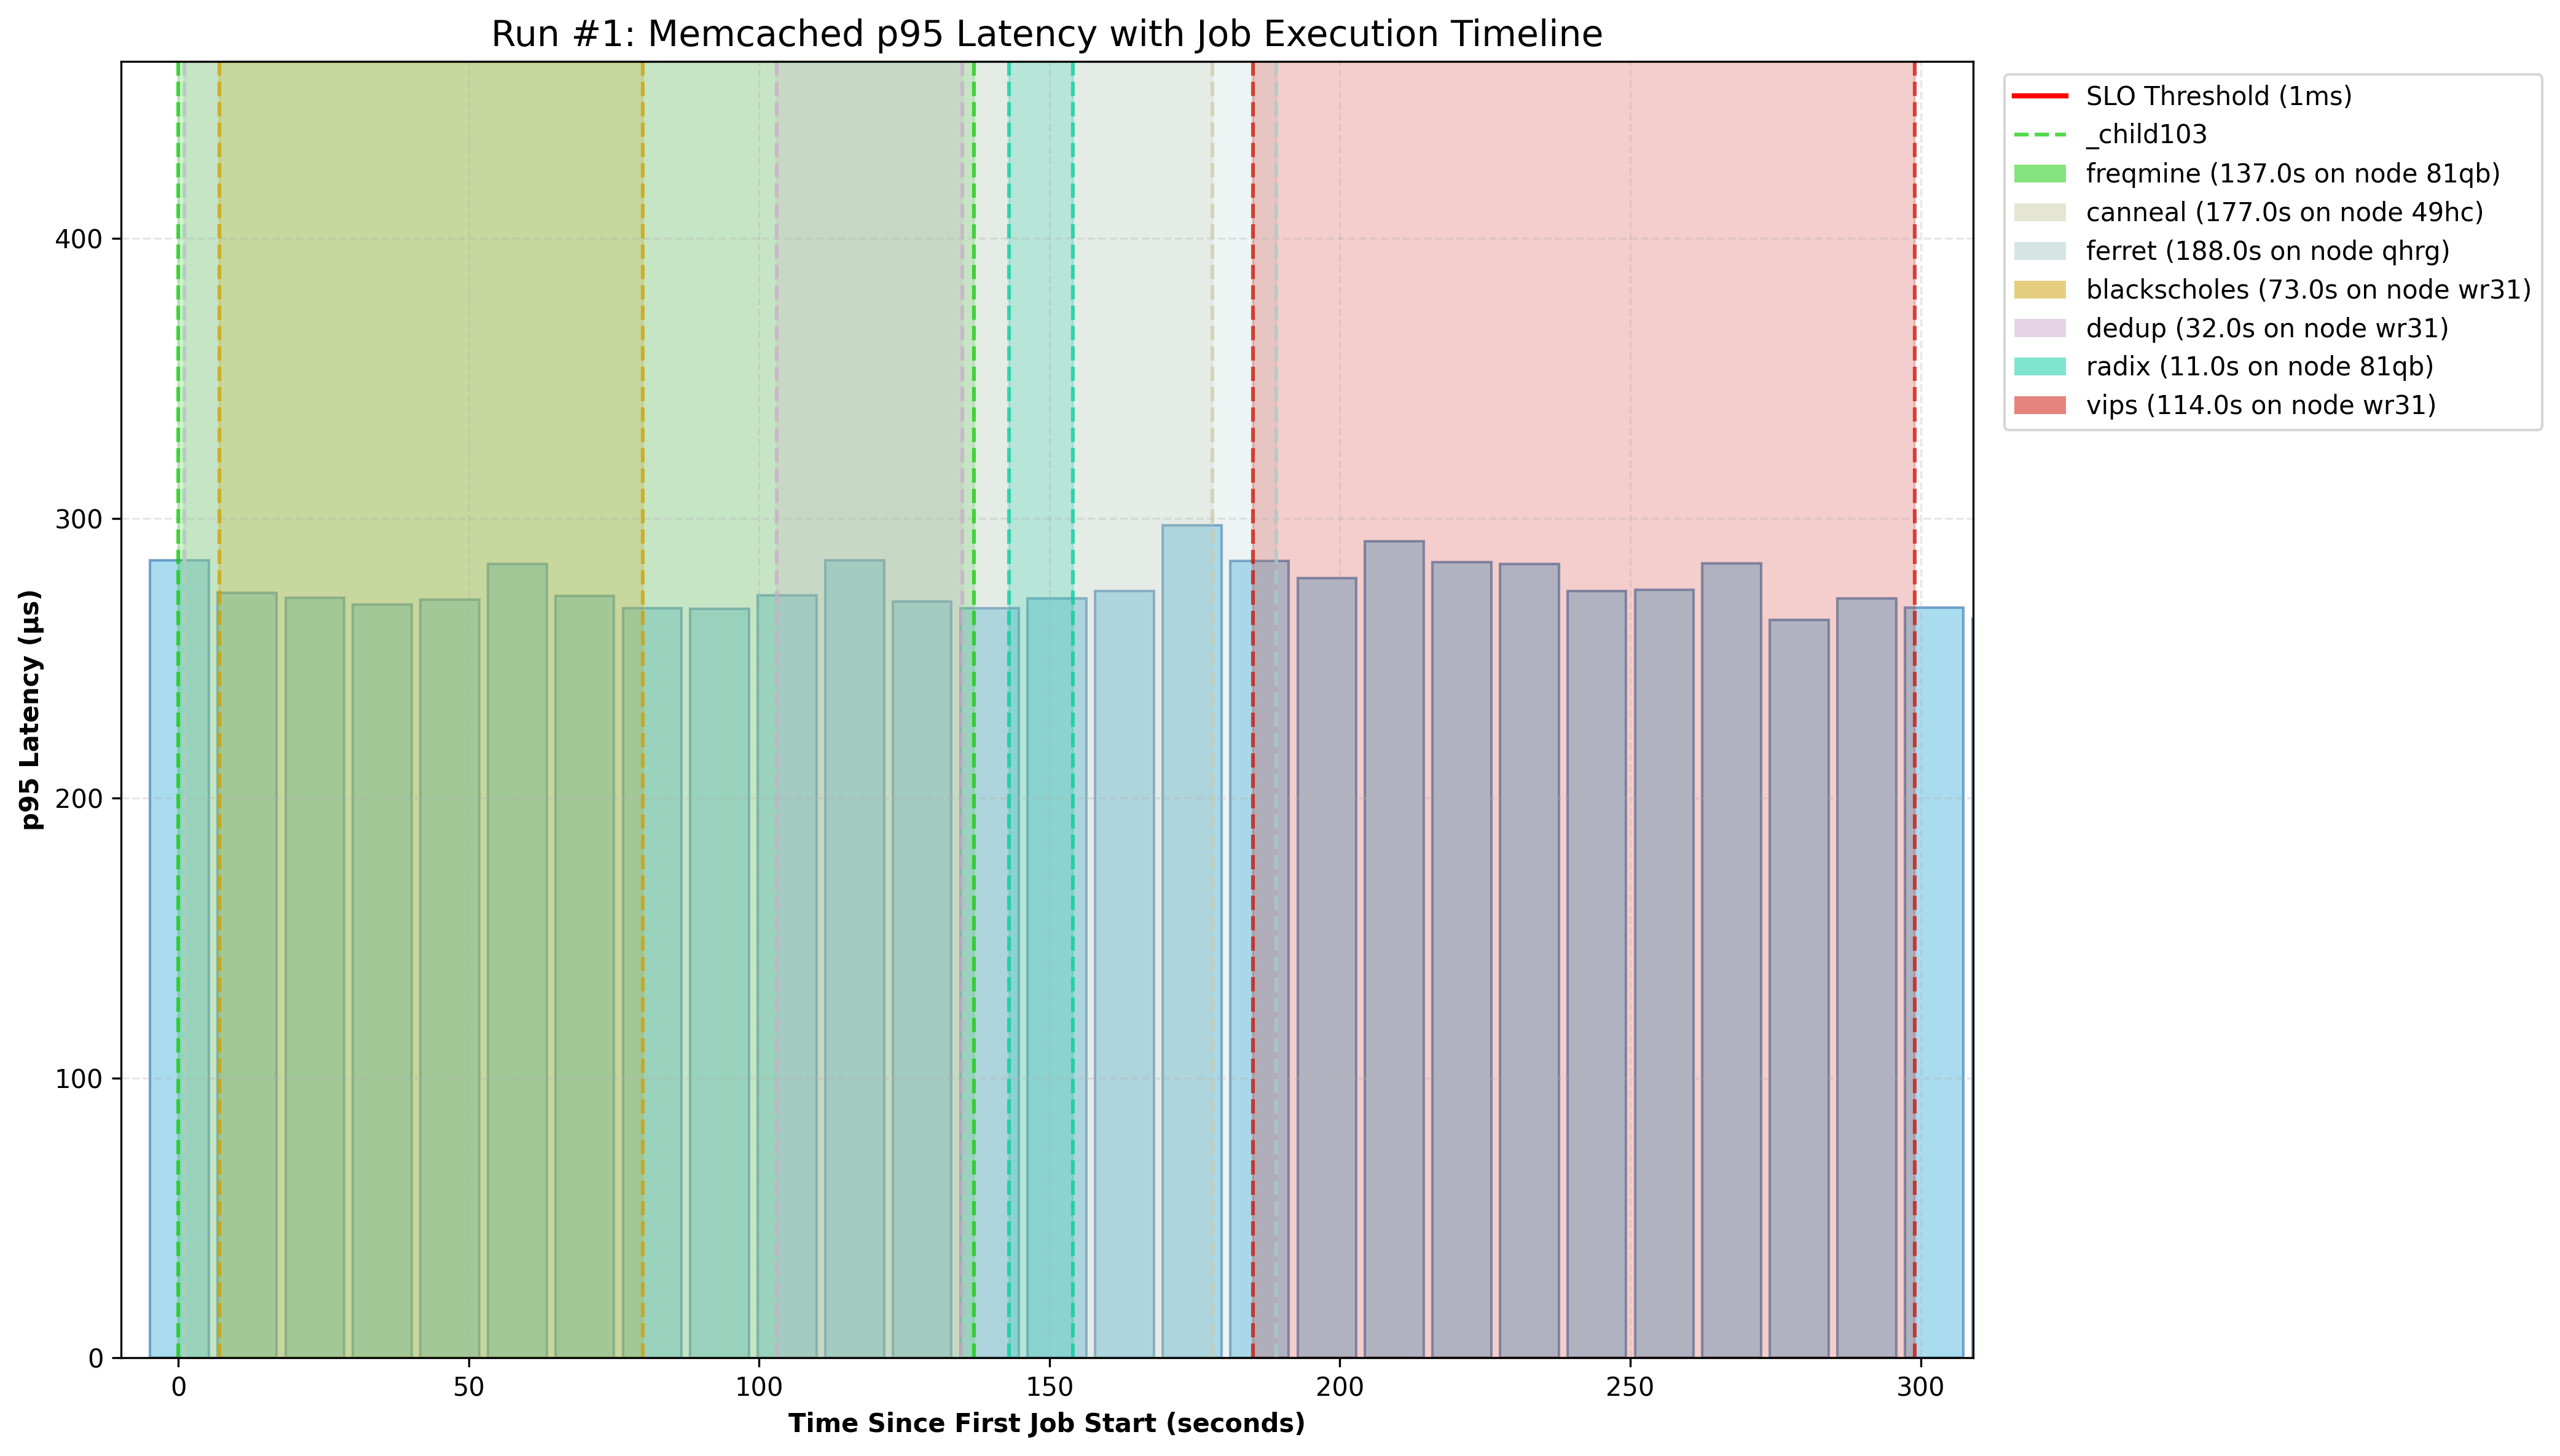 Run #1: Memcached p95 Latency with Job Execution Timeline
p95 Latency (µs)
400
300
200
100
0
0
50
100
150
200
250
300
Time Since First Job Start (seconds)
SLO Threshold (1ms)
_child103
freqmine (137.0s on node 81qb)
canneal (177.0s on node 49hc)
ferret (188.0s on node qhrg)
blackscholes (73.0s on node wr31)
dedup (32.0s on node wr31)
radix (11.0s on node 81qb)
vips (114.0s on node wr31)